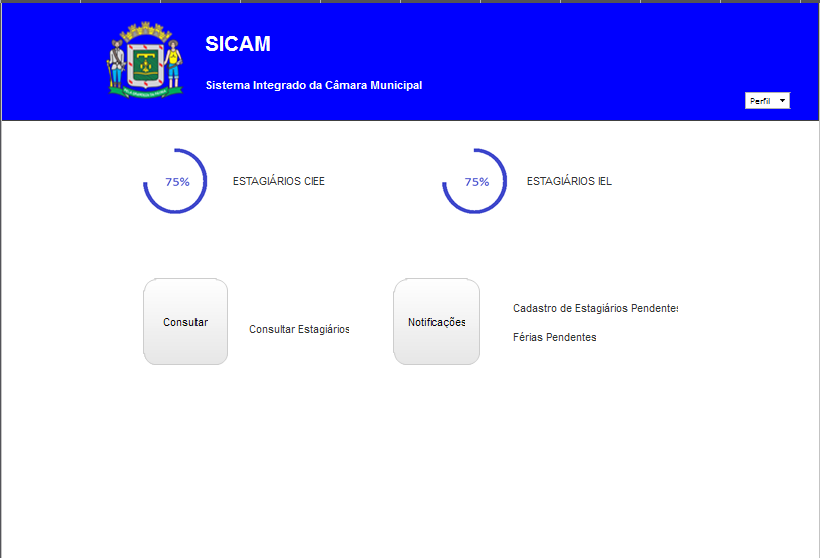 SICAM
Sistema Integrado da Câmara Municipal
Perfil
75%
ESTAGIÁRIOS CIEE
75%
ESTAGIÁRIOS IEL
Consultar
Consultar Estagiários
Notificações
Cadastro de Estagiários Pendentes
Férias Pendentes